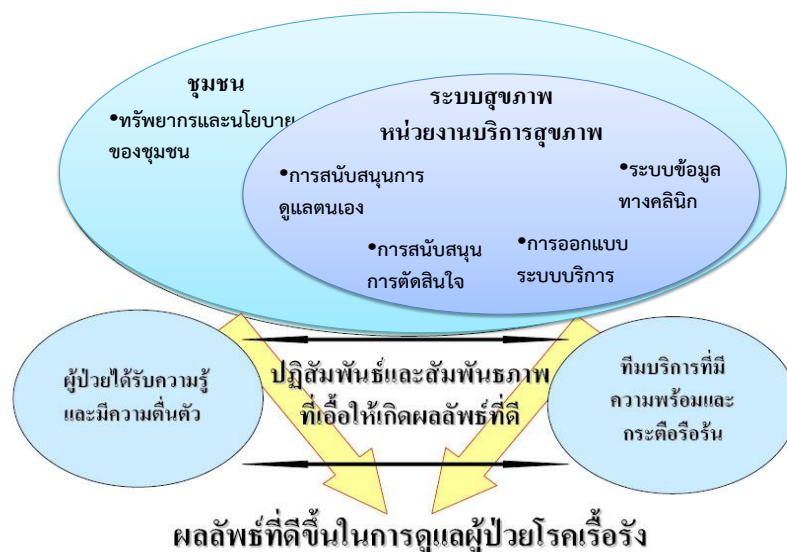 ชุมชน
•ทรัพยากรและนโยบาย
ของชุมชน
ระบบสุขภาพ
หน่วยงานบริการสุขภาพ
•การสนับสนุนการ
ดูแลตนเอง
•ระบบข้อมูล
ทางคลินิก
•การสนับสนุน
การตัดสินใจ
•การออกแบบ
ระบบบริการ
ผู้ป่วยได้รับความรู้
และมีความตื่นตัว
ปฏิสัมพันธ์และสัมพันธภาพ
ที่เอื้อให้เกิดผลลัพธ์ที่ดี
ทีมบริการที่มี
ความพร้อมและ
กระตือรือร้น
ผลลัพธ์ที่ดีขึ้นในการดูแลผู้ป่วยโรคเรื้อรัง